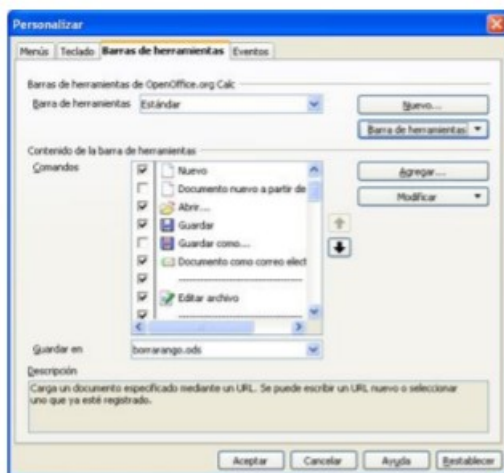 Personalizar
Menús Teclado Barras de herramientas Eventos
Barras de herramientas de OpenOffice.org Calc
Barra de herramientas Estándar
Nuevo...
Barra de herramientas
Contenido de la barra de herramientas
Comandos
Nuevo
Agregar...
Documento nuevo a partir de
Modificar
Abrir...
Guardar
Guardar como...
Documento como correo elect
Editar archivo
Guardar en borrarango.ods
Descripción
Carga un documento especificado mediante un URL. Se puede escribir un URL nuevo o seleccionar
uno que ya esté registrado.
Aceptar Cancelar Ayuda Restablecer